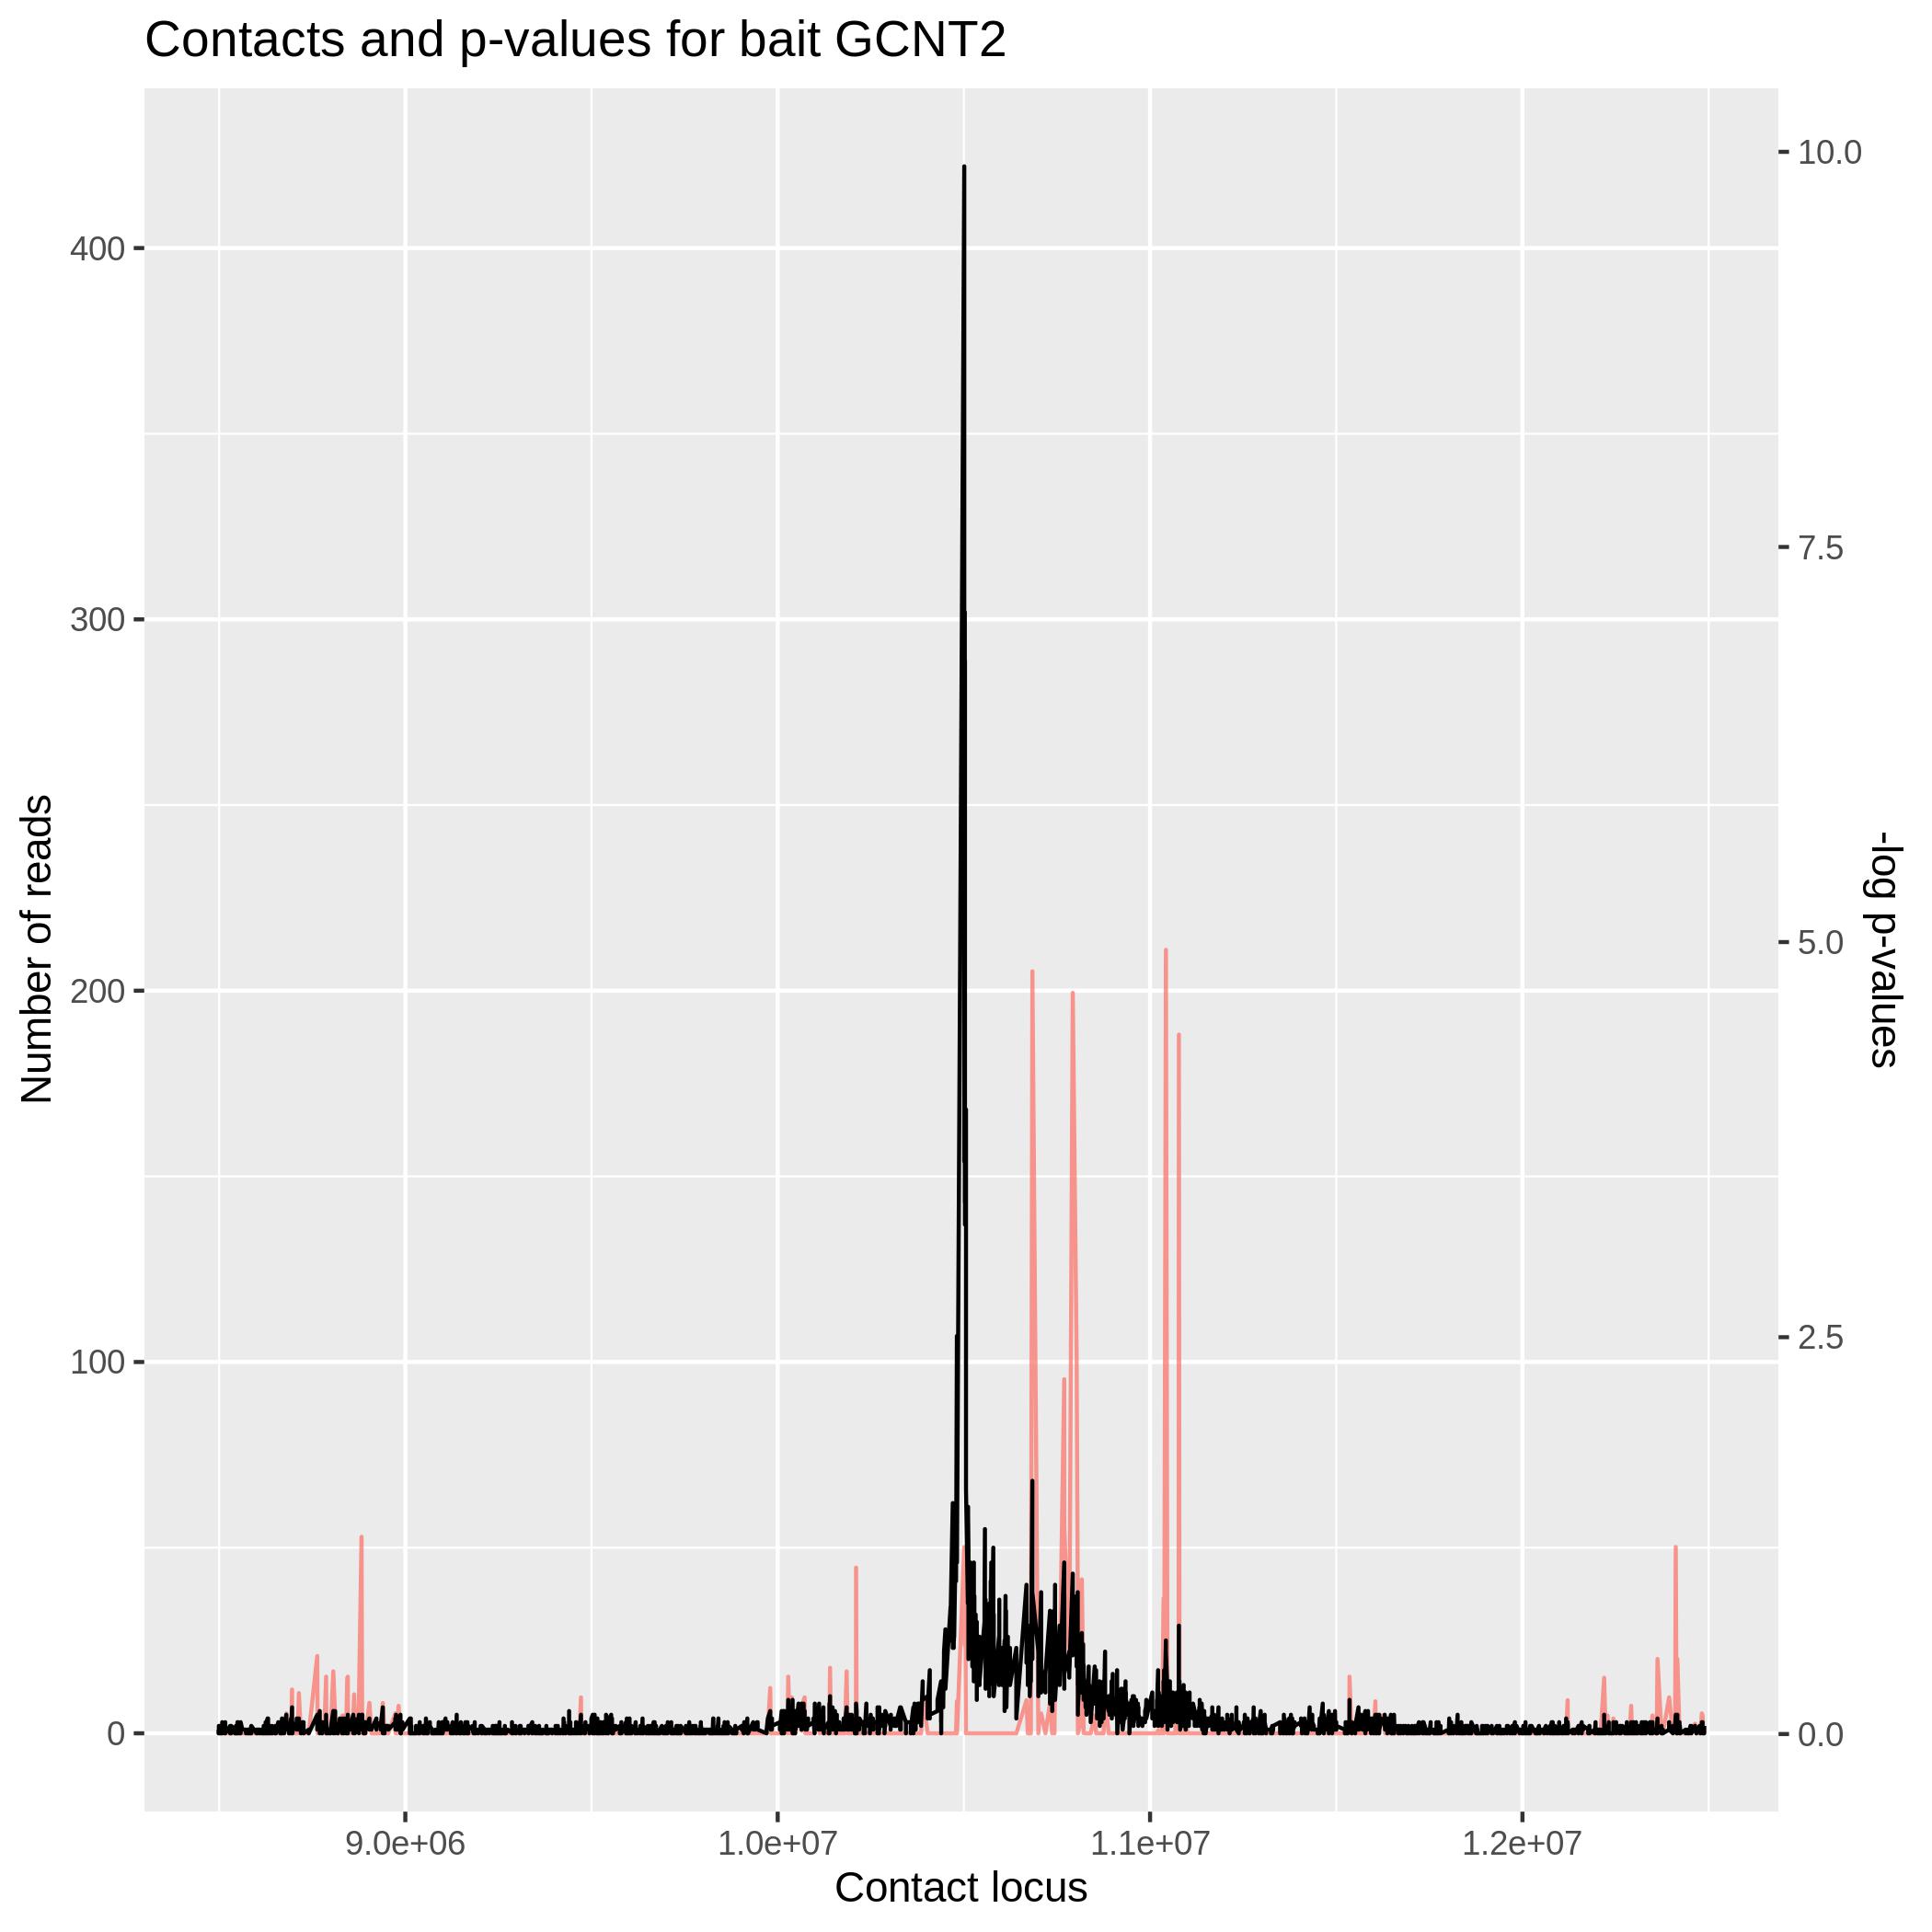 Contacts and p-values for bait GCNT2
Number of reads
400
300
200
100
0
10.0
7.5
5.0
2.5
0.0
-log p-values
9.0e+06
1.0e+07
1.1e+07
1.2e+07
Contact locus